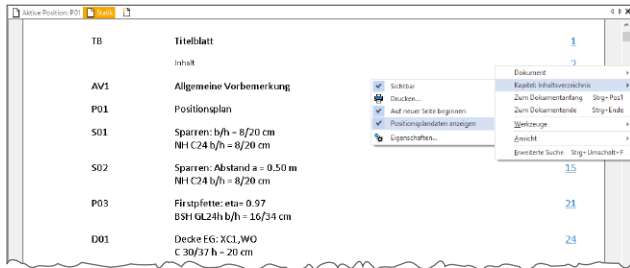 Aktive Position: P01 Statik
TB Titelblatt 1
Inhalt 2
AV1 Allgemeine Vorbemerkung
P01 Positionsplan
S01 Sparren: b/h = 8/20 cm
NH C24 b/h = 8/20 cm
S02 Sparren: Abstand a = 0.50 m 15
NH C24 b/h = 8/20 cm
P03 Firstpfette: eta= 0.97 21
BSH GL24h b/h = 16/34 cm
D01 Decke EG: XC1,WO 24
C 30/37 h = 20 cm
Dokument
Kapitel: Inhaltsverzeichnis
Zum Dokumentanfang Strg+Pos1
Zum Dokumentende Strg+Ende
Werkzeuge
Ansicht
Erweiterte Suche Strg+Umschalt+F
Sichtbar
Drucken...
Auf neuer Seite beginnen
Positionsplandaten anzeigen
Eigenschaften...